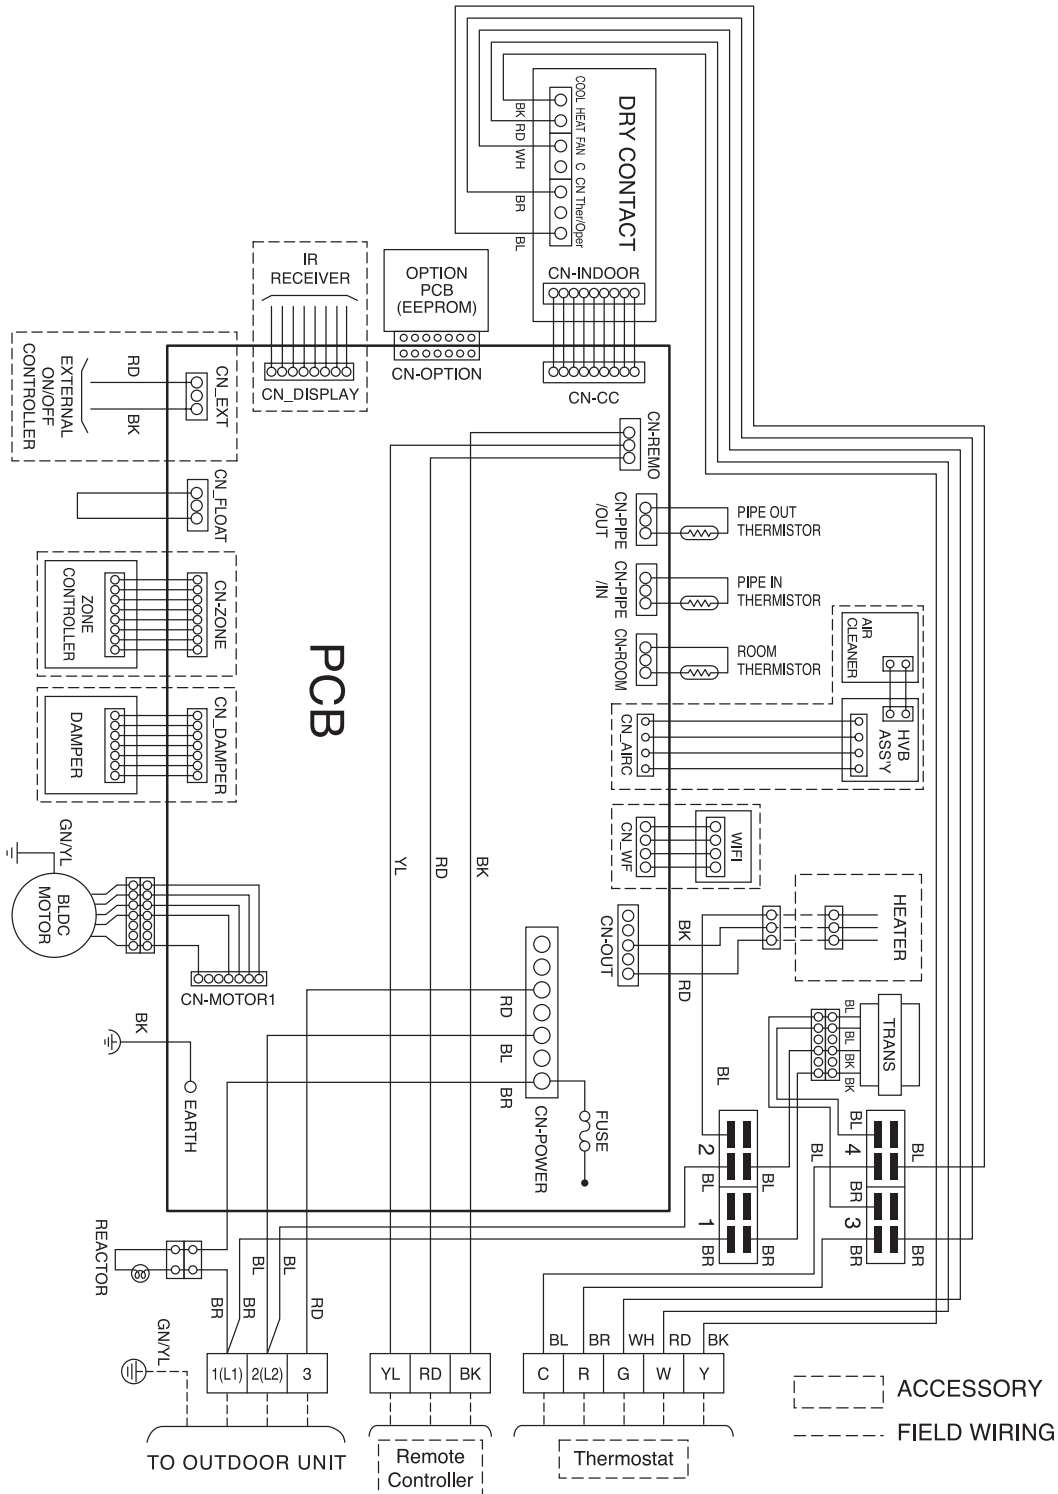 COOL
HEAT
FAN
C
CN Ther/Oper
BK
RD
WH
BR
BL
DRY CONTACT
CN-INDOOR
IR
RECEIVER
OPTION
PCB
(EEPROM)
CN_DISPLAY
CN-OPTION
CN-CC
EXTERNAL
ON/OFF
CONTROLLER
RD
BK
CN_EXT
CN-REMO
CN_FLOAT
CN-PIPE
/OUT
PIPE OUT
THERMISTOR
ZONE
CONTROLLER
CN-ZONE
CN-PIPE
/IN
PIPE IN
THERMISTOR
PCB
CN-ROOM
ROOM
THERMISTOR
AIR
CLEANER
DAMPER
CN_DAMPER
CN_AIRC
HVB
ASS'Y
GN/YL
BLDC
MOTOR
YL
RD
BK
CN_WF
WIFI
CN-OUT
BK
RD
HEATER
CN-MOTOR1
RD
BL
BR
CN-POWER
FUSE
BK
EARTH
BL
BL
BL
BK
BK
TRANS
2
1
BL
BL
BR
BR
4
3
BL
BL
BL
BR
BR
BR
REACTOR
BR
BR
BL
BL
RD
GN/YL
BL
BR
WH
RD
BK
1(L1)
2(L2)
3
YL
RD
BK
C
R
G
W
Y
TO OUTDOOR UNIT
Remote
Controller
Thermostat
ACCESSORY
FIELD WIRING